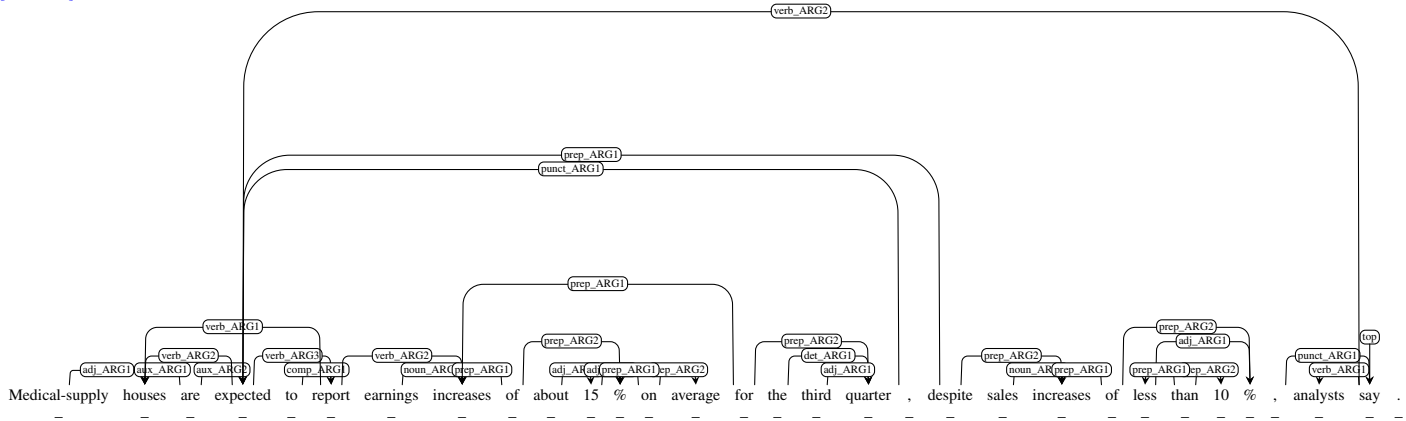 verb_ARG2
prep_ARG1
punct_ARG1
prep_ARG1
verb_ARG1 prep_ARG2
prep_ARG2 prep_ARG2 adj_ARG1 top
verb_ARG2 verb_ARG3 verb_ARG2 det_ARG1 prep_ARG2 punct_ARG1
adj_ARG1 aux_ARG1 aux_ARG2 comp_ARG1 prep_ARG1 prep_ARG1 adj_ARG1 prep_ARG1 prep_ARG1 verb_ARG1
Medical-supply houses are expected to report earnings increases of about 15 % on average for the third quarter , despite sales increases of less than 10 % , analysts say .
_ _ _ _ _ _ _ _ _ _ _ _ _ _ _ _ _ _ _ _ _ _ _ _ _ _ _ _ _ _ _